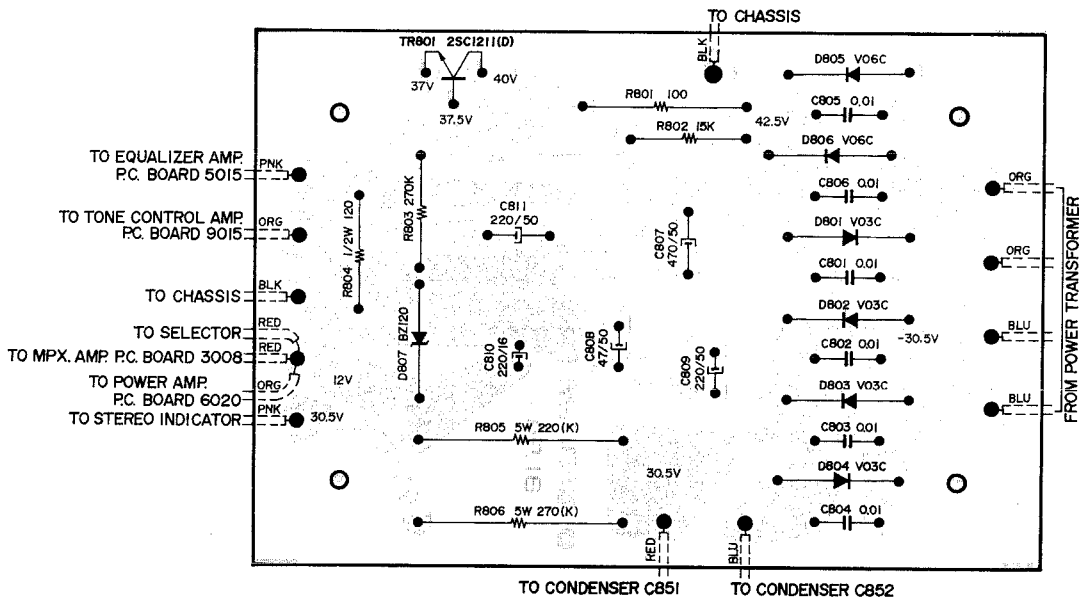 TO CHASSIS
BLK
TR801 2SC1211(D)
37V
40V
37.5V
R801 100
R802 15K
42.5V
D805 V06C
C805 0.01
D806 V06C
C806 0.01
D801 V03C
C801 0.01
D802 V03C
-30.5V
C802 0.01
D803 V03C
C803 0.01
D804 V03C
C804 0.01
TO EQUALIZER AMP.
P.C. BOARD 5015
PNK
TO TONE CONTROL AMP.
P.C. BOARD 9015
ORG
TO CHASSIS
BLK
TO SELECTOR
RED
TO MPX. AMP. P.C. BOARD 3008
RED
TO POWER AMP.
P.C. BOARD 6020
ORG
TO STEREO INDICATOR
PNK
12V
30.5V
R804 1/2W 120
R803 270K
D807 BZ120
C811
220/50
C810
220/16
C808
47/50
C807
470/50
C809
220/50
R805 5W 220(K)
R806 5W 270(K)
30.5V
ORG
ORG
BLU
BLU
FROM POWER TRANSFORMER
RED
BLU
TO CONDENSER C851
TO CONDENSER C852